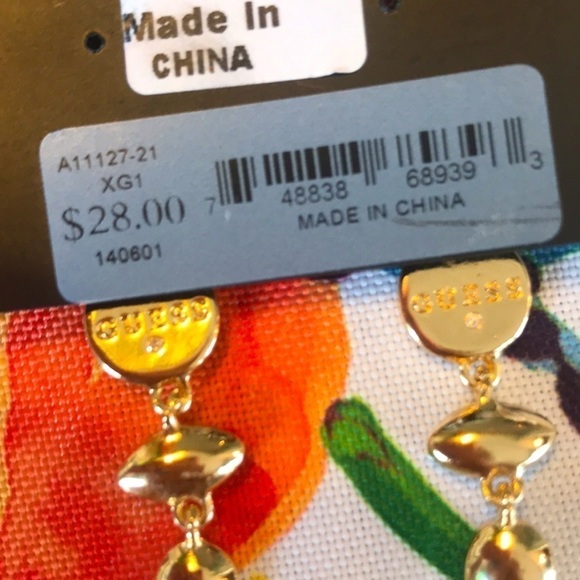 Made In
CHINA
A11127-21
XG1
$28.00
140601
7 48838 68939 3
MADE IN CHINA
GUESS
GUESS